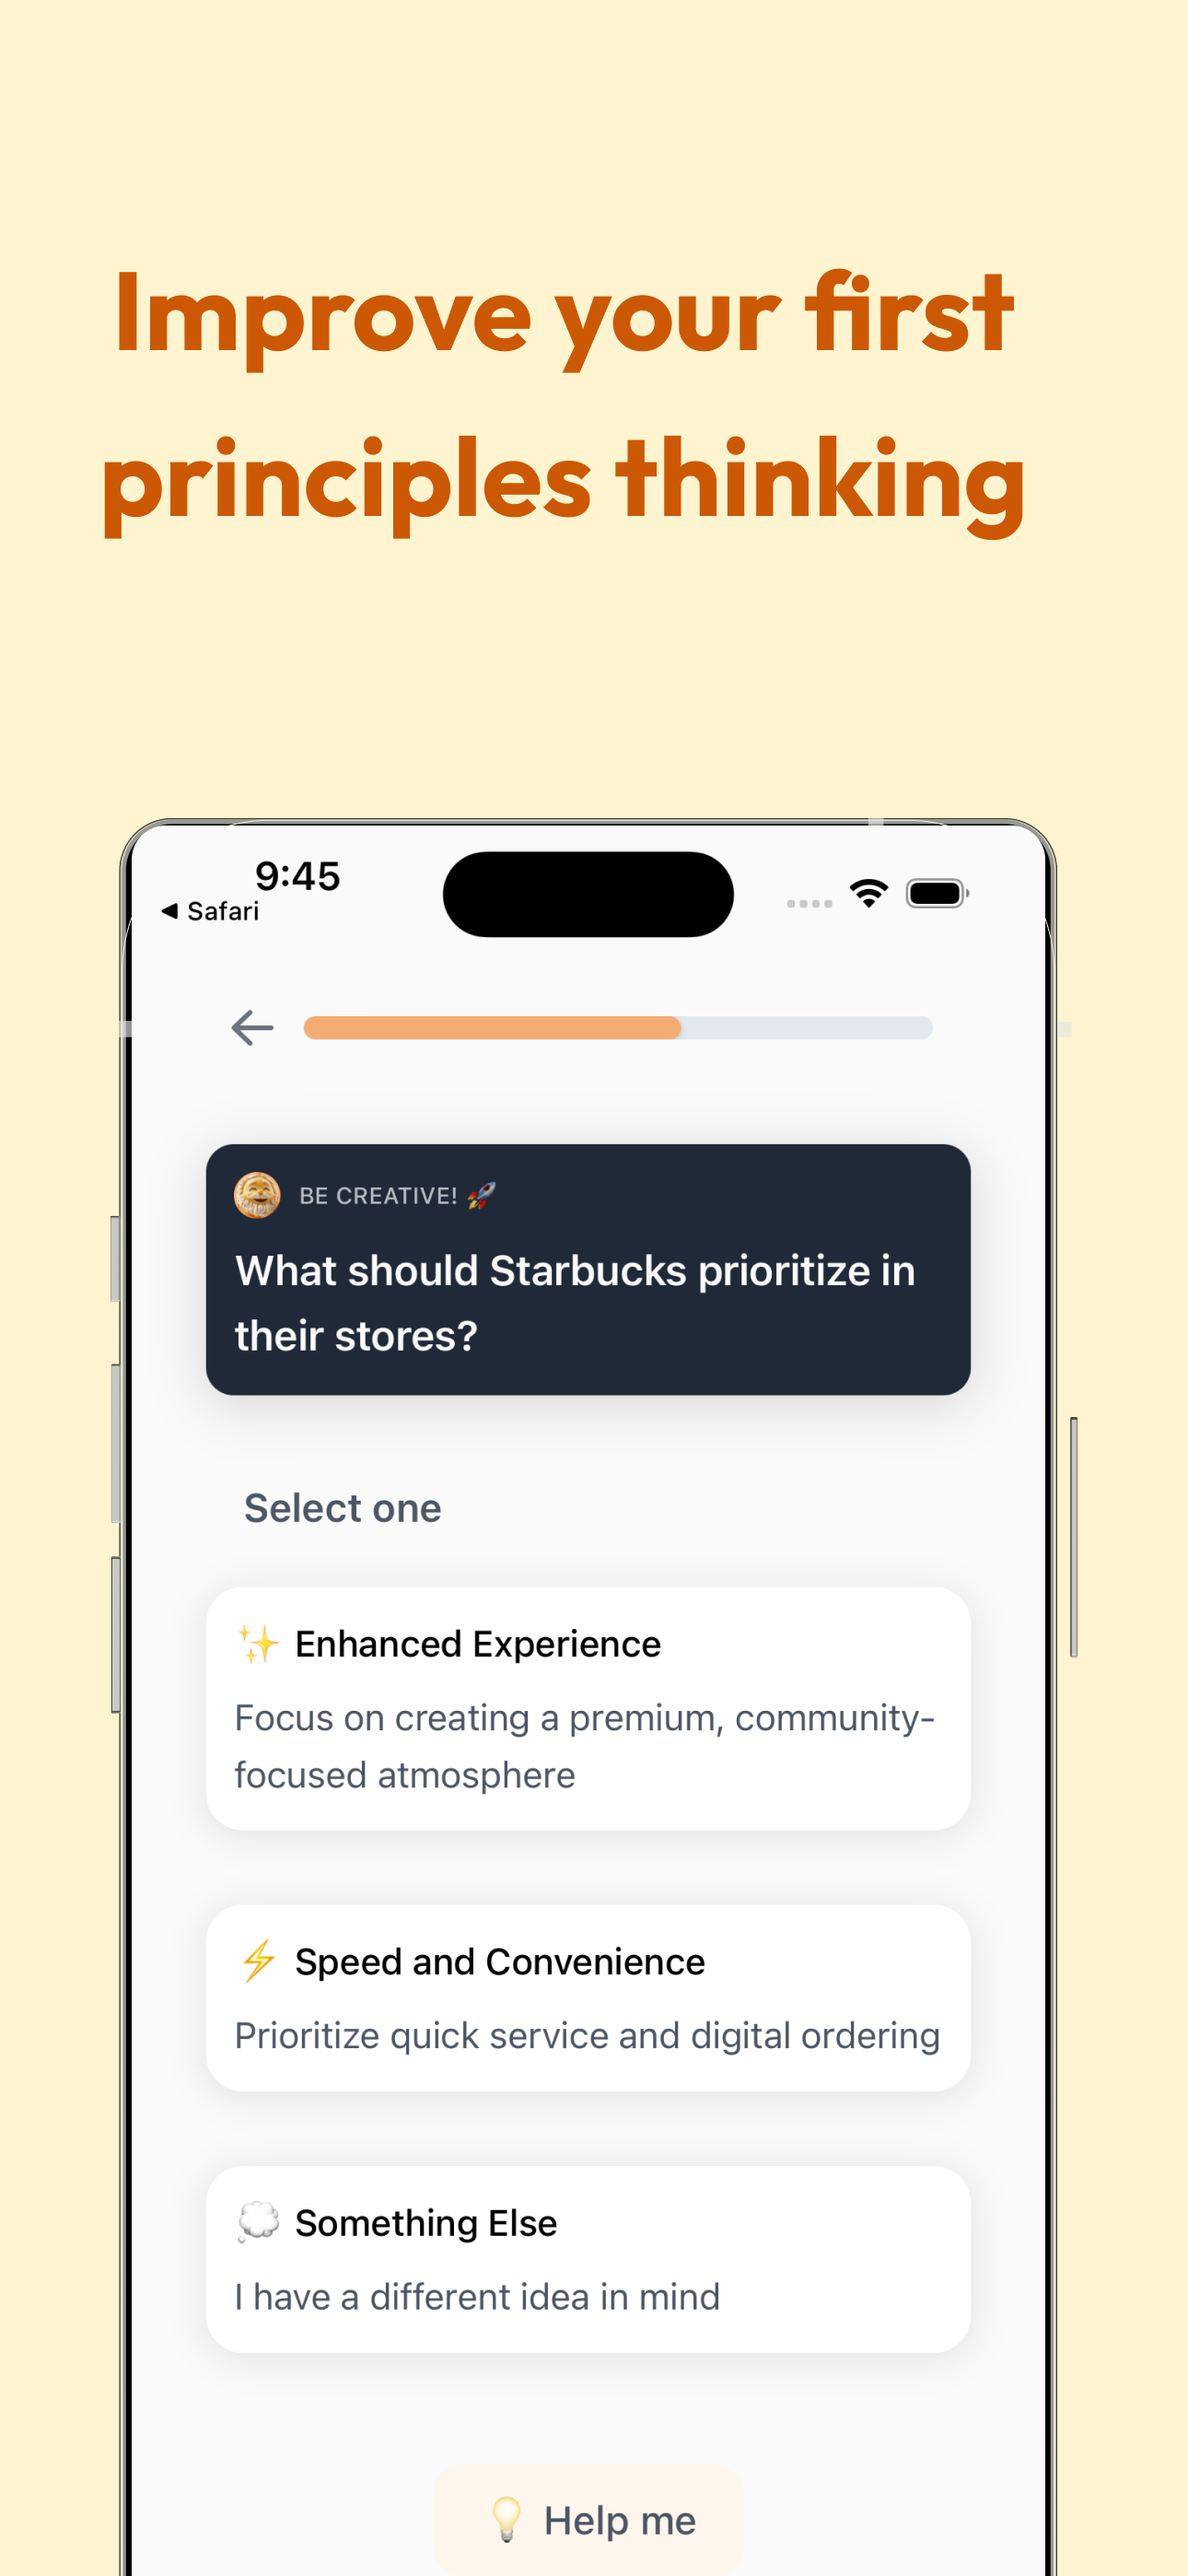 Improve your first
principles thinking
9:45
◀ Safari
BE CREATIVE! 🚀
What should Starbucks prioritize in
their stores?
Select one
✨ Enhanced Experience
Focus on creating a premium, community-
focused atmosphere
⚡ Speed and Convenience
Prioritize quick service and digital ordering
💭 Something Else
I have a different idea in mind
💡 Help me